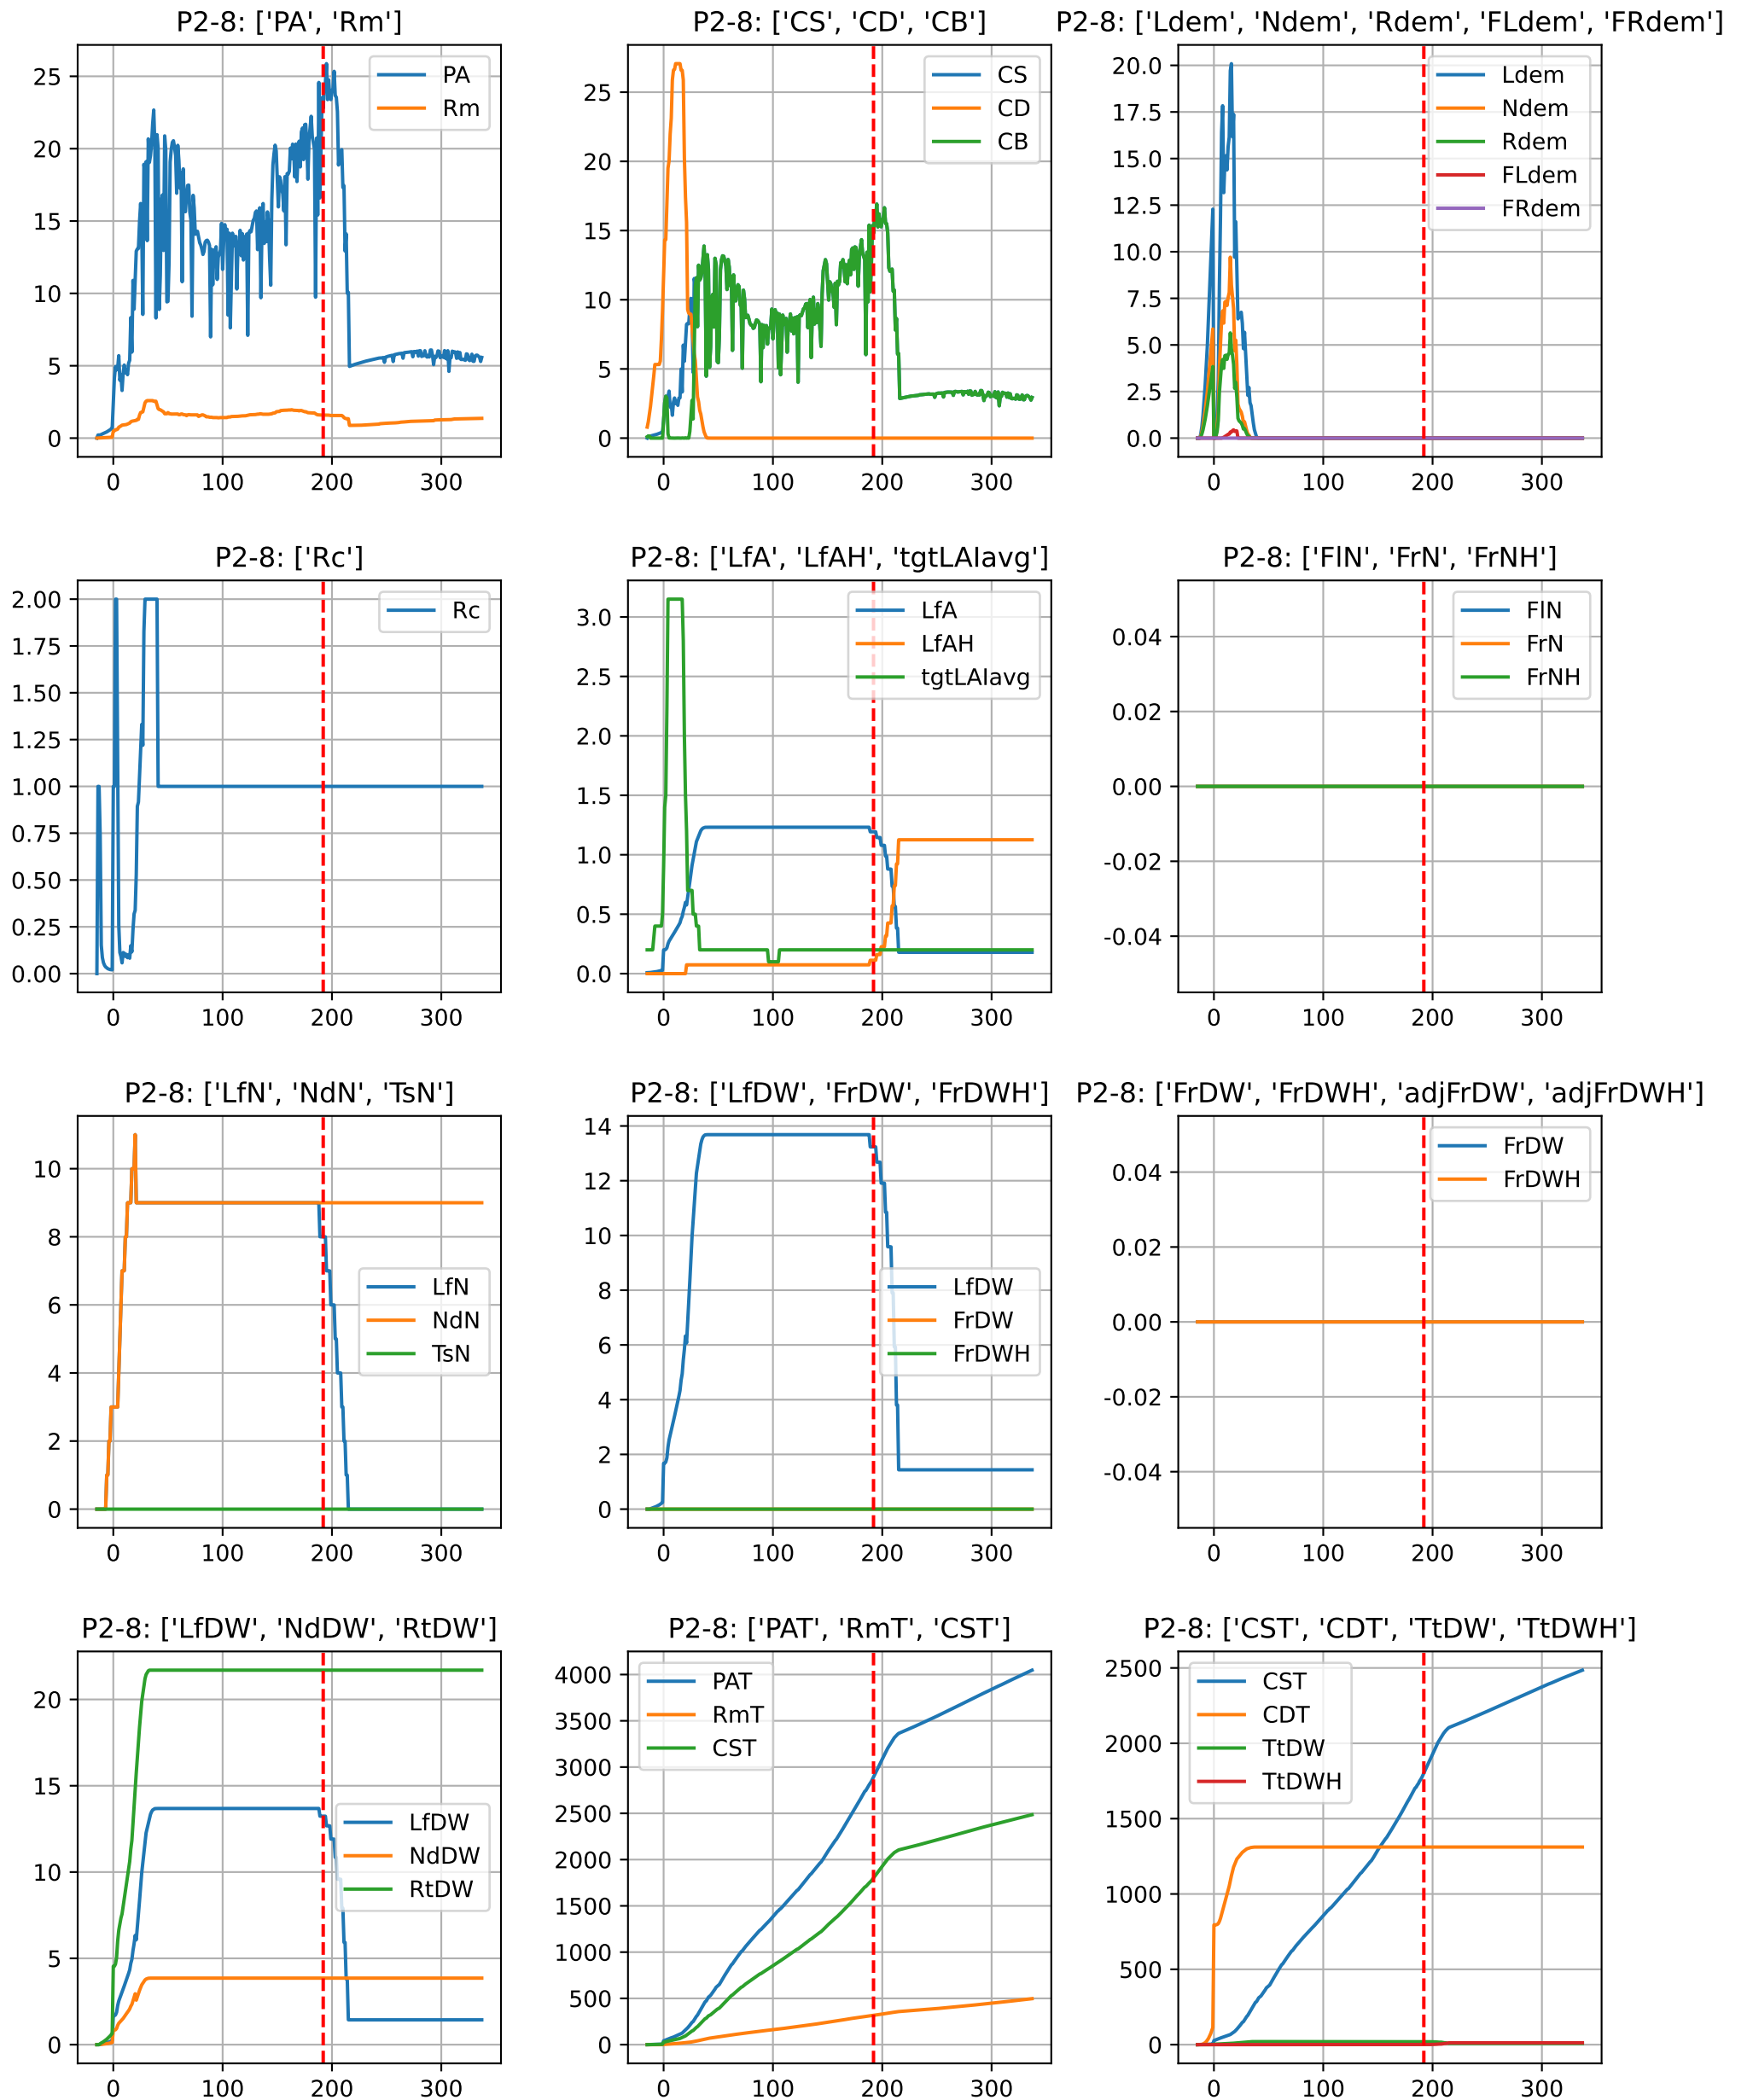 P2-8: ['PA', 'Rm']
25
20
15
10
5
0
0 100 200 300
PA
Rm
P2-8: ['CS', 'CD', 'CB']
25
20
15
10
5
0
0 100 200 300
CS
CD
CB
P2-8: ['Ldem', 'Ndem', 'Rdem', 'FLdem', 'FRdem']
20.0
17.5
15.0
12.5
10.0
7.5
5.0
2.5
0.0
0 100 200 300
Ldem
Ndem
Rdem
FLdem
FRdem
P2-8: ['Rc']
2.00
1.75
1.50
1.25
1.00
0.75
0.50
0.25
0.00
0 100 200 300
Rc
P2-8: ['LfA', 'LfAH', 'tgtLAIavg']
3.0
2.5
2.0
1.5
1.0
0.5
0.0
0 100 200 300
LfA
LfAH
tgtLAIavg
P2-8: ['FlN', 'FrN', 'FrNH']
0.04
0.02
0.00
-0.02
-0.04
0 100 200 300
FlN
FrN
FrNH
P2-8: ['LfN', 'NdN', 'TsN']
10
8
6
4
2
0
0 100 200 300
LfN
NdN
TsN
P2-8: ['LfDW', 'FrDW', 'FrDWH']
14
12
10
8
6
4
2
0
0 100 200 300
LfDW
FrDW
FrDWH
P2-8: ['FrDW', 'FrDWH', 'adjFrDW', 'adjFrDWH']
0.04
0.02
0.00
-0.02
-0.04
0 100 200 300
FrDW
FrDWH
P2-8: ['LfDW', 'NdDW', 'RtDW']
20
15
10
5
0
0 100 200 300
LfDW
NdDW
RtDW
P2-8: ['PAT', 'RmT', 'CST']
4000
3500
3000
2500
2000
1500
1000
500
0
0 100 200 300
PAT
RmT
CST
P2-8: ['CST', 'CDT', 'TtDW', 'TtDWH']
2500
2000
1500
1000
500
0
0 100 200 300
CST
CDT
TtDW
TtDWH